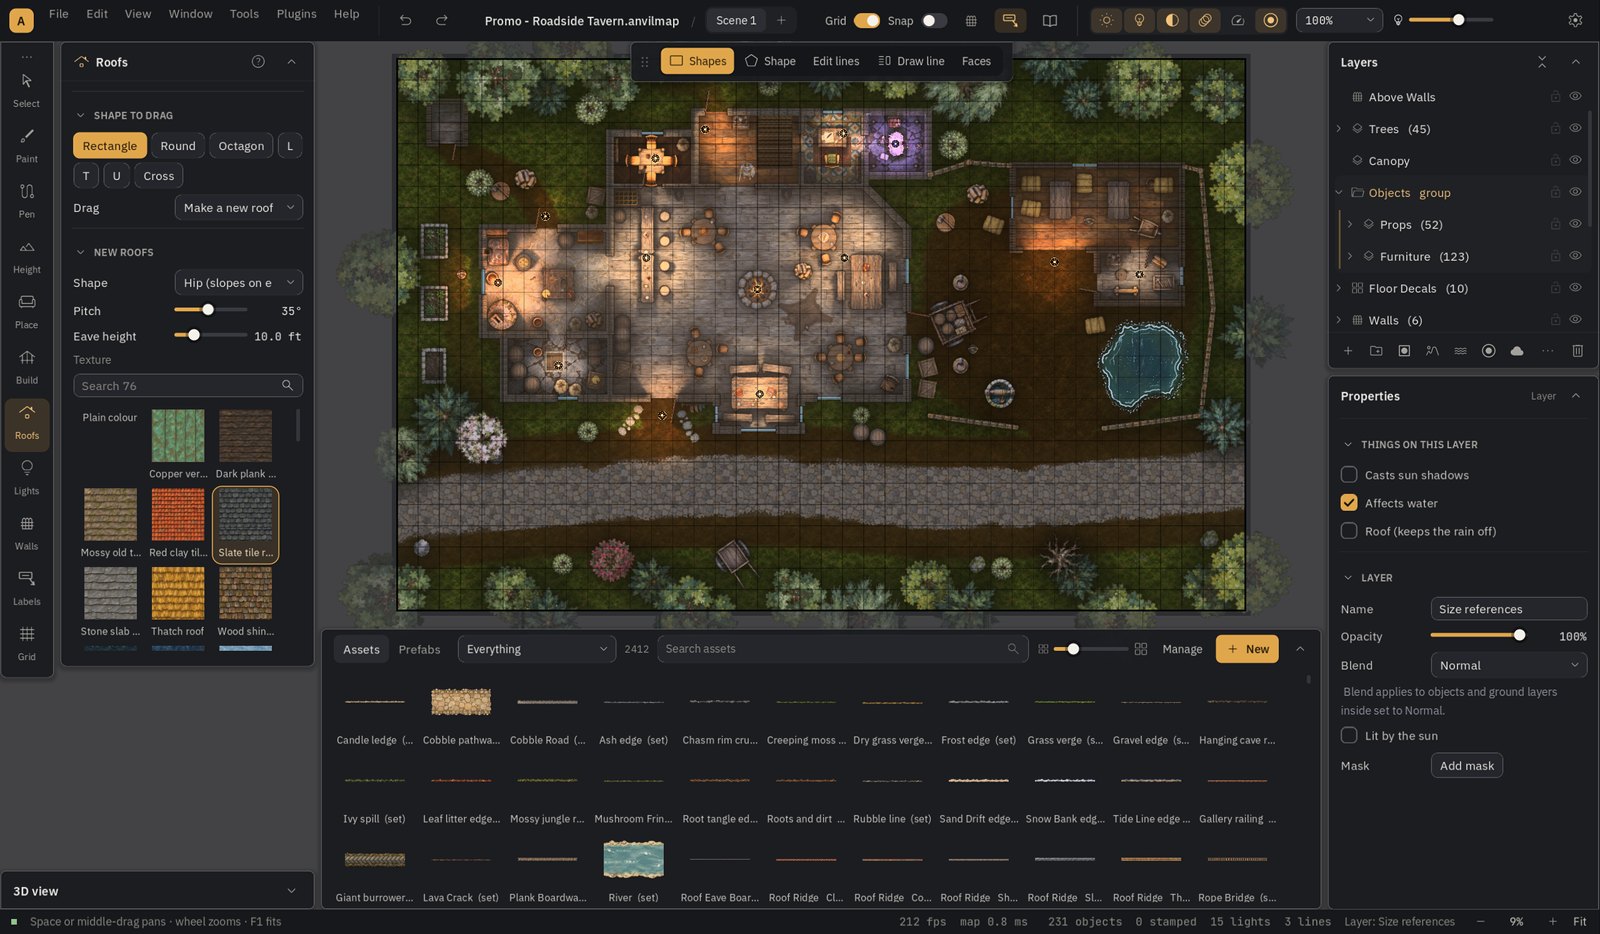 A
File Edit View Window Tools Plugins Help
Promo - Roadside Tavern.anvilmap / Scene 1 +
Grid Snap
100%
Select
Paint
Pen
Height
Place
Build
Roofs
Lights
Walls
Labels
Grid
Roofs
SHAPE TO DRAG
Rectangle Round Octagon L
T U Cross
Drag Make a new roof
NEW ROOFS
Shape Hip (slopes on e
Pitch 35°
Eave height 10.0 ft
Texture
Search 76
Plain colour
Copper ver... Dark plank ...
Mossy old t... Red clay til... Slate tile r...
Stone slab ... Thatch roof Wood shin...
3D view
Shapes Shape Edit lines Draw line Faces
Assets Prefabs Everything 2412 Search assets Manage + New
Candle ledge (... Cobble pathwa... Cobble Road (... Ash edge (set) Chasm rim cru... Creeping moss ... Dry grass verge... Frost edge (set) Grass verge (s... Gravel edge (s... Hanging cave r...
Ivy spill (set) Leaf litter edge... Mossy jungle r... Mushroom Frin... Root tangle ed... Roots and dirt ... Rubble line (set) Sand Drift edge... Snow Bank edg... Tide Line edge ... Gallery railing ...
Giant burrower... Lava Crack (set) Plank Boardwa... River (set) Roof Eave Boar... Roof Ridge Cl... Roof Ridge Co... Roof Ridge Sh... Roof Ridge Sl... Roof Ridge Th... Rope Bridge (s...
Layers
Above Walls
Trees (45)
Canopy
Objects group
Props (52)
Furniture (123)
Floor Decals (10)
Walls (6)
Properties Layer
THINGS ON THIS LAYER
Casts sun shadows
Affects water
Roof (keeps the rain off)
LAYER
Name Size references
Opacity 100%
Blend Normal
Blend applies to objects and ground layers
inside set to Normal.
Lit by the sun
Mask Add mask
Space or middle-drag pans · wheel zooms · F1 fits
212 fps map 0.8 ms 231 objects 0 stamped 15 lights 3 lines Layer: Size references − 9% + Fit